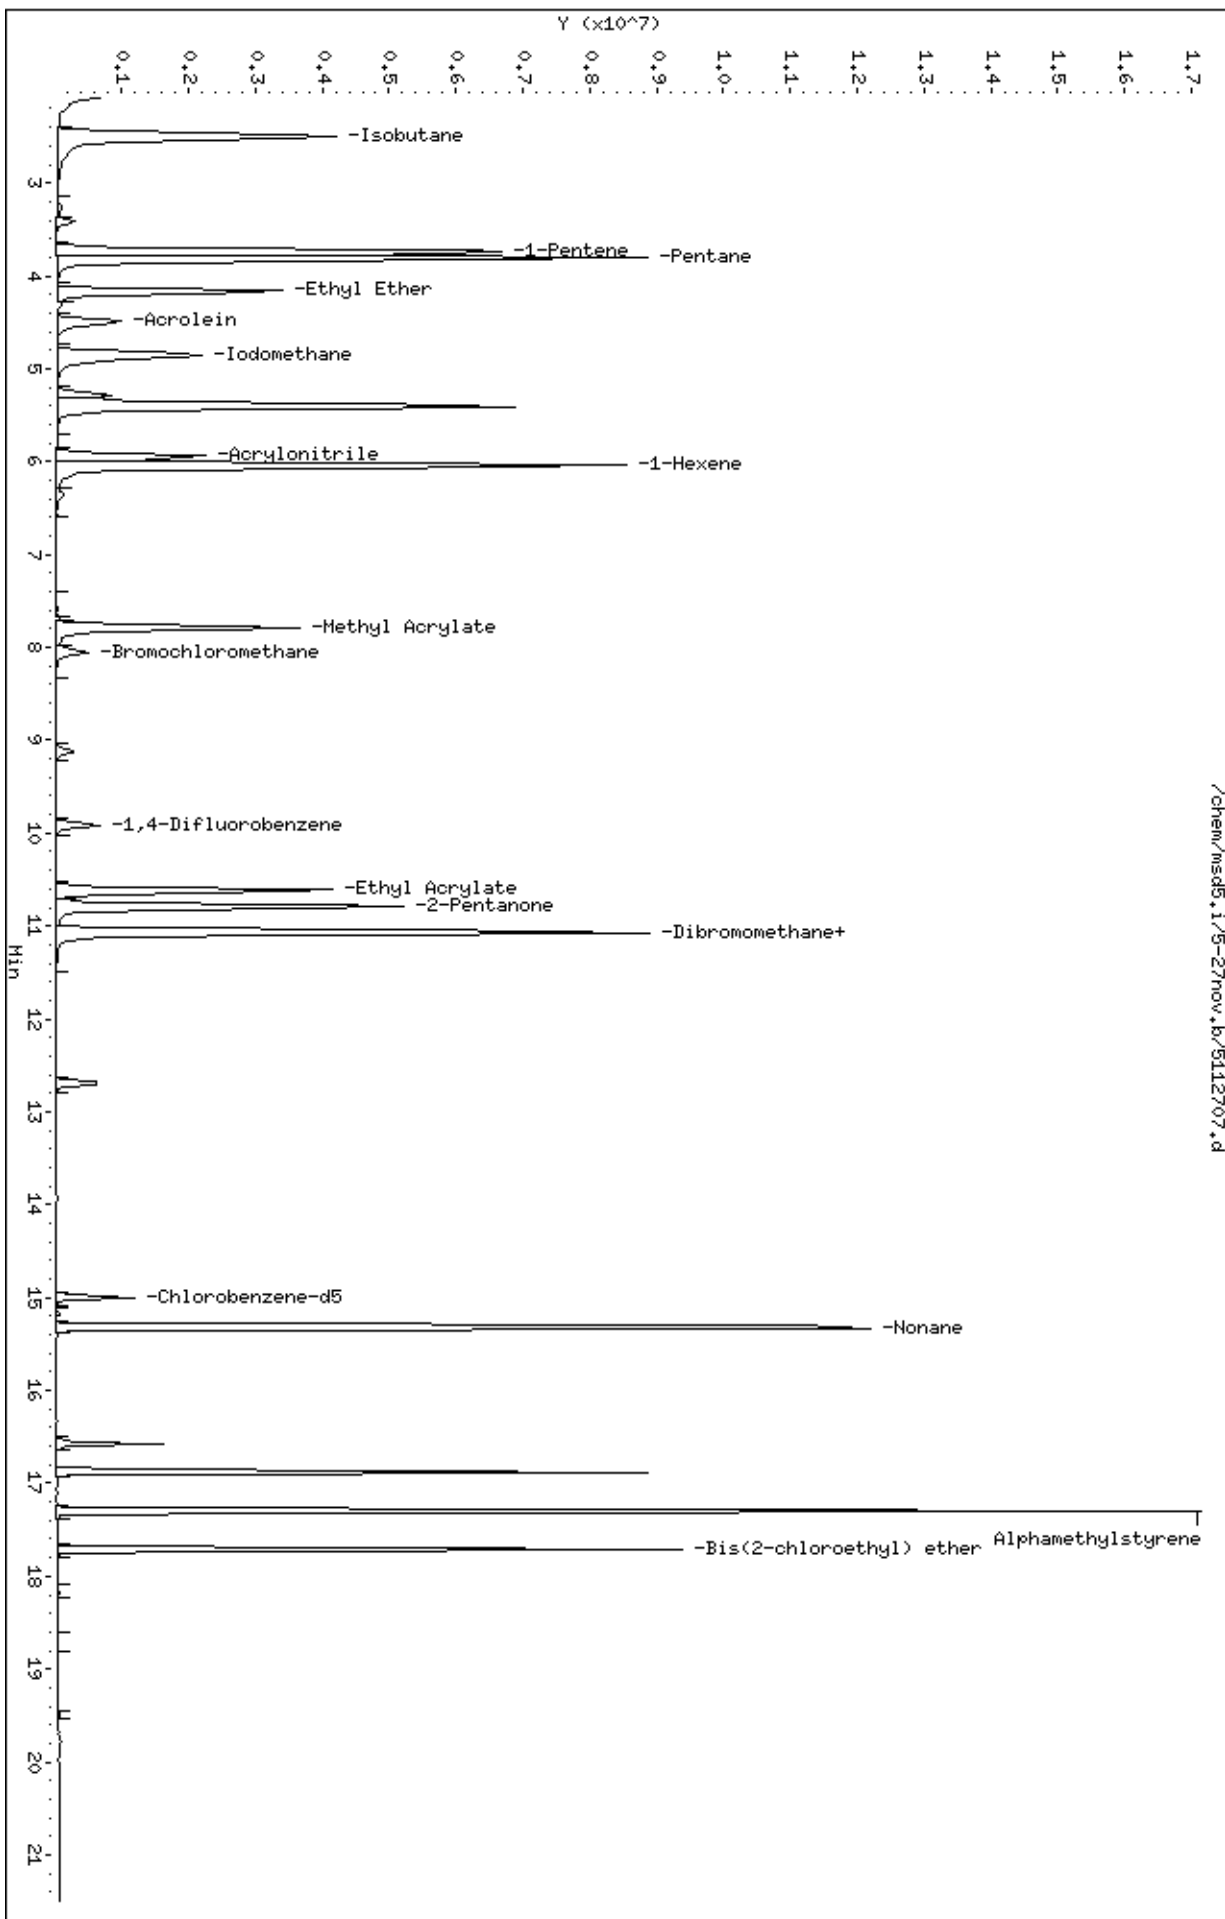 Y (x10^7)
0.1
0.2
0.3
0.4
0.5
0.6
0.7
0.8
0.9
1.0
1.1
1.2
1.3
1.4
1.5
1.6
1.7
-Isobutane
3
-1-Pentene
-Pentane
4
-Ethyl Ether
-Acrolein
-Iodomethane
5
-Acrylonitrile
6
-1-Hexene
7
-Methyl Acrylate
8
-Bromochloromethane
9
/chem/msd5.i/5-27nov.b/5112707.d
-1,4-Difluorobenzene
10
-Ethyl Acrylate
-2-Pentanone
11
-Dibromomethane+
Min
12
13
14
15
-Chlorobenzene-d5
-Nonane
16
17
Alphamethylstyrene
-Bis(2-chloroethyl) ether
18
19
20
21